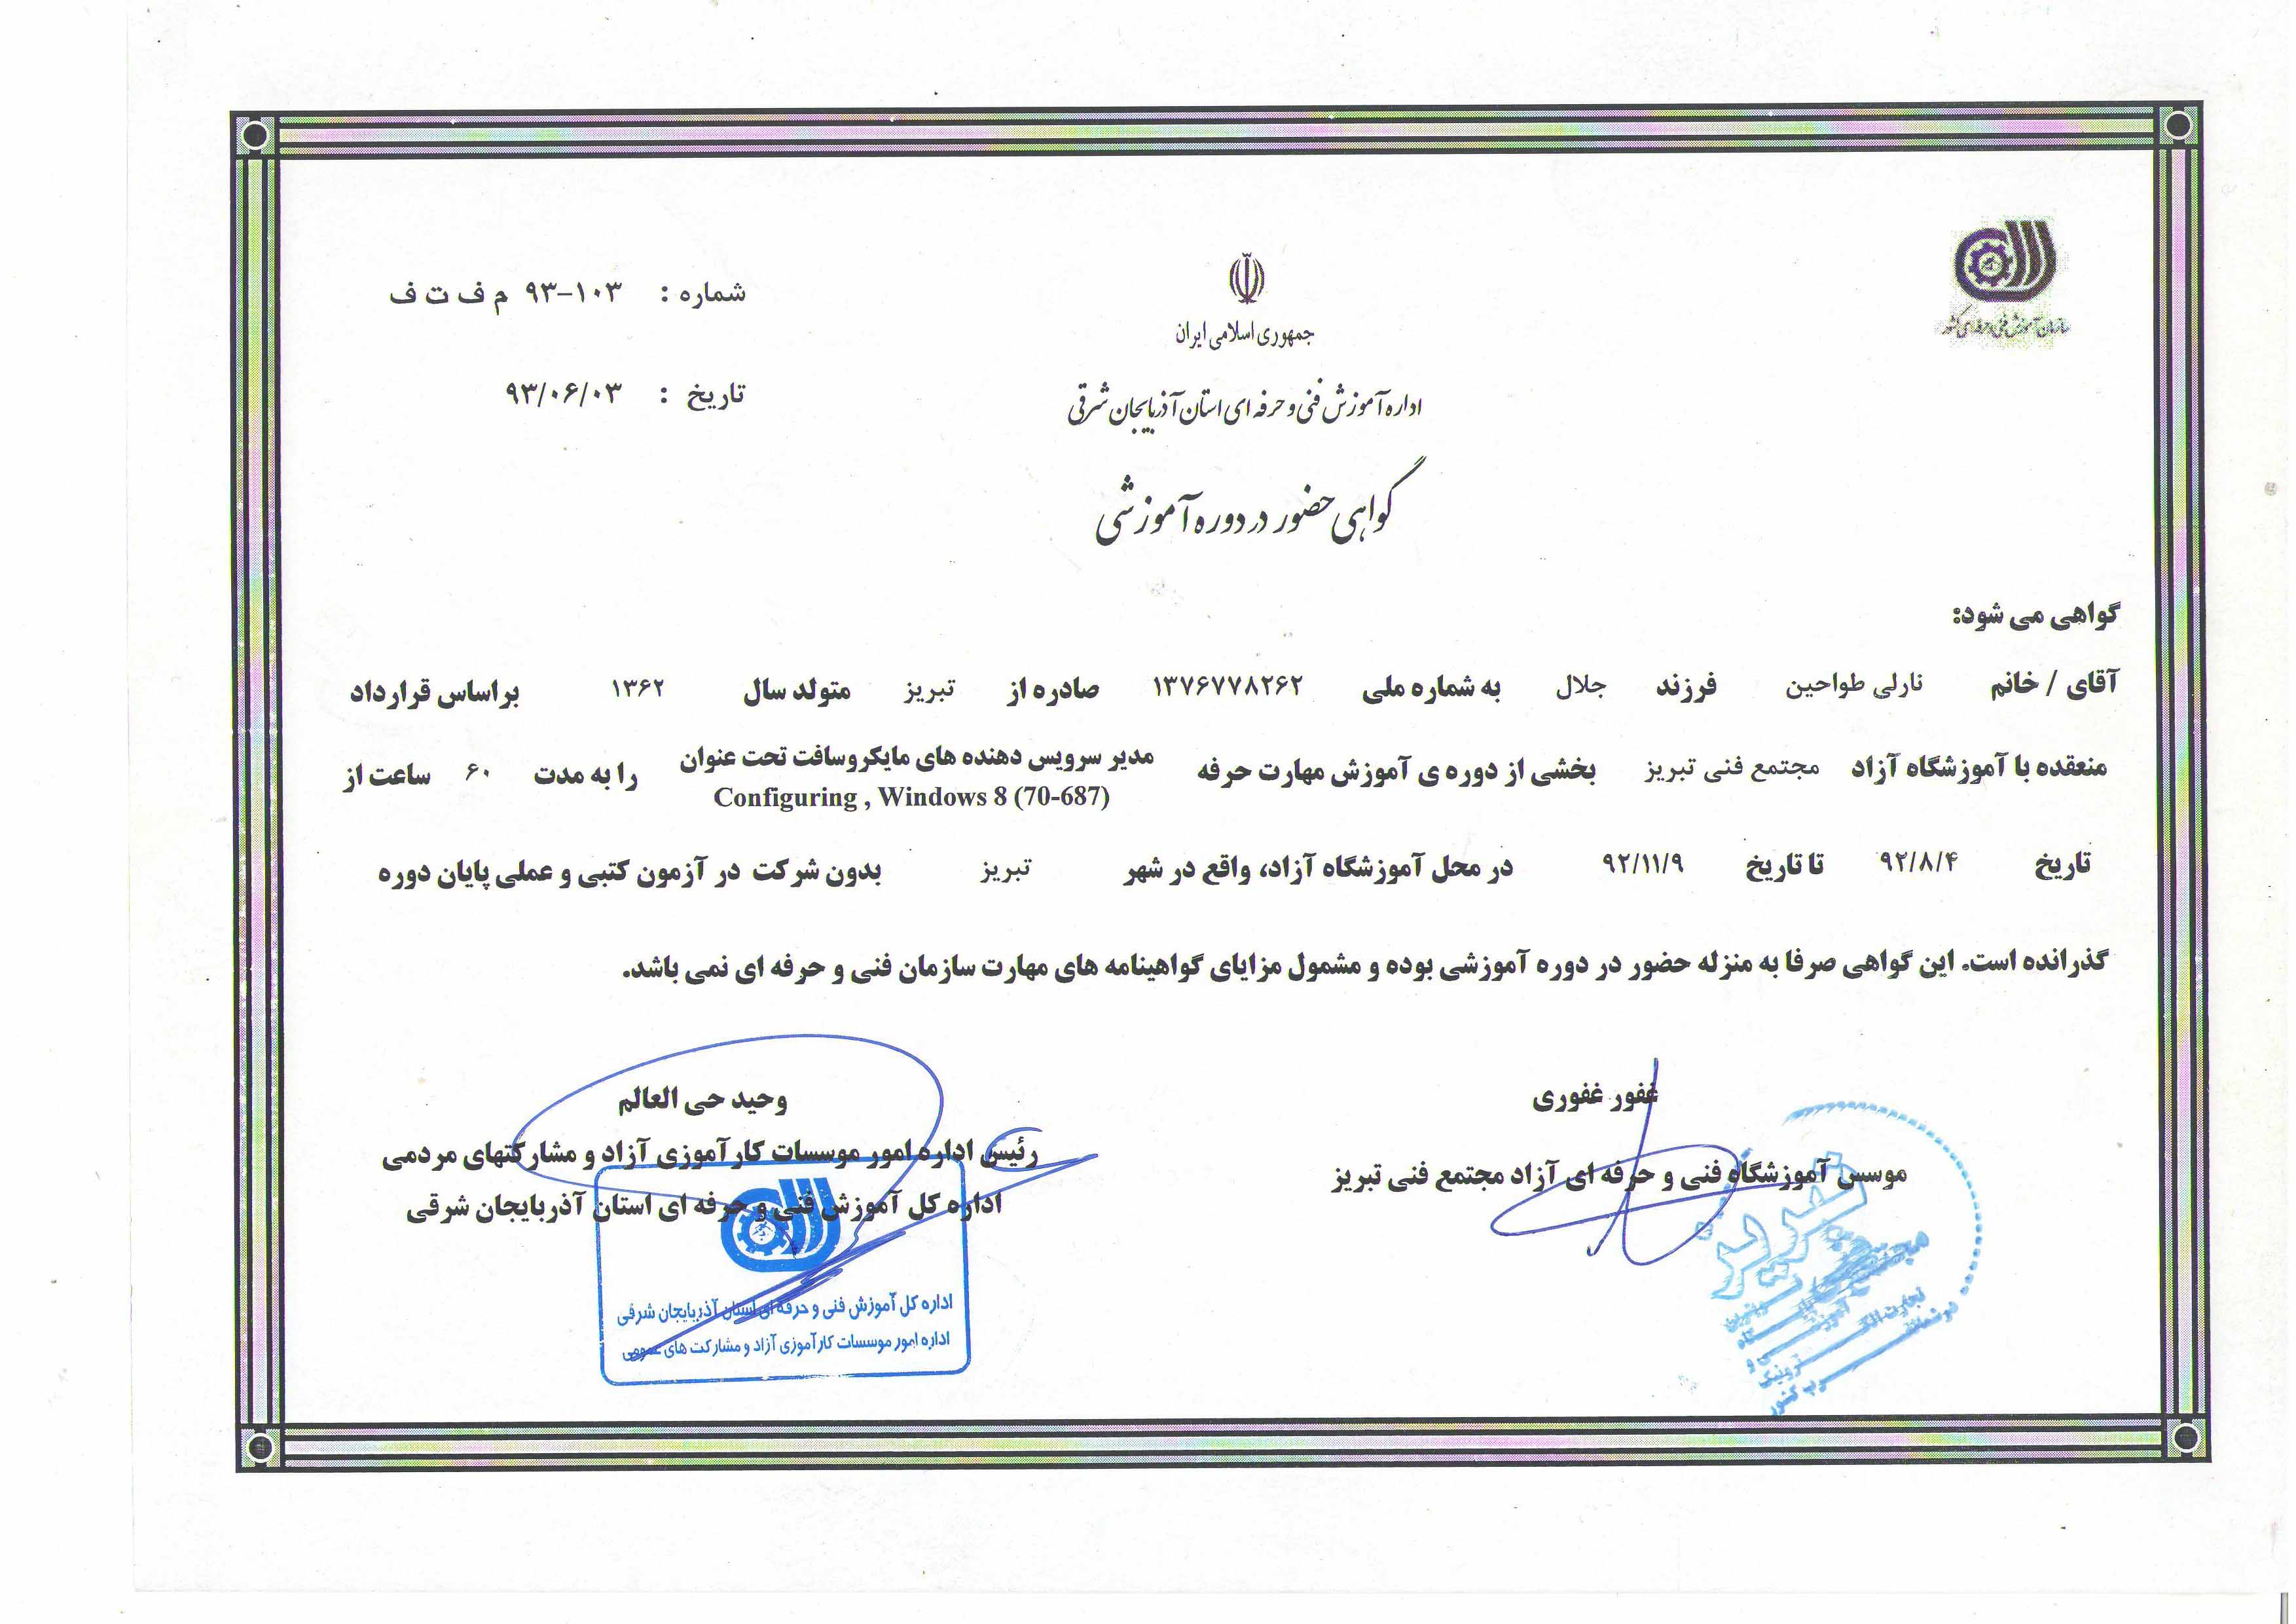 سازمان آموزش فنی و حرفه ای کشور
جمهوری اسلامی ایران
اداره آموزش فنی و حرفه ای استان آذربایجان شرقی
شماره : ۹۳-۱۰۳ م ف ت ف
تاریخ : ۹۳/۰۶/۰۳
گواهی حضور در دوره آموزشی
گواهی می شود:
آقای / خانم نارلی طواحین فرزند جلال به شماره ملی ۱۳۷۶۷۷۸۲۶۲ صادره از تبریز متولد سال ۱۳۶۲ براساس قرارداد
منعقده با آموزشگاه آزاد مجتمع فنی تبریز بخشی از دوره ی آموزش مهارت حرفه مدیر سرویس دهنده های مایکروسافت تحت عنوان
Configuring , Windows 8 (70-687) را به مدت ۶۰ ساعت از
تاریخ ۹۲/۸/۴ تا تاریخ ۹۲/۱۱/۹ در محل آموزشگاه آزاد، واقع در شهر تبریز بدون شرکت در آزمون کتبی و عملی پایان دوره
گذرانده است. این گواهی صرفا به منزله حضور در دوره آموزشی بوده و مشمول مزایای گواهینامه های مهارت سازمان فنی و حرفه ای نمی باشد.
غفور غفوری
موسس آموزشگاه فنی و حرفه ای آزاد مجتمع فنی تبریز
وحید حی العالم
رئیس اداره امور موسسات کارآموزی آزاد و مشارکتهای مردمی
اداره کل آموزش فنی و حرفه ای استان آذربایجان شرقی
اداره کل آموزش فنی و حرفه ای استان آذربایجان شرقی
اداره امور موسسات کارآموزی آزاد و مشارکت های عمومی